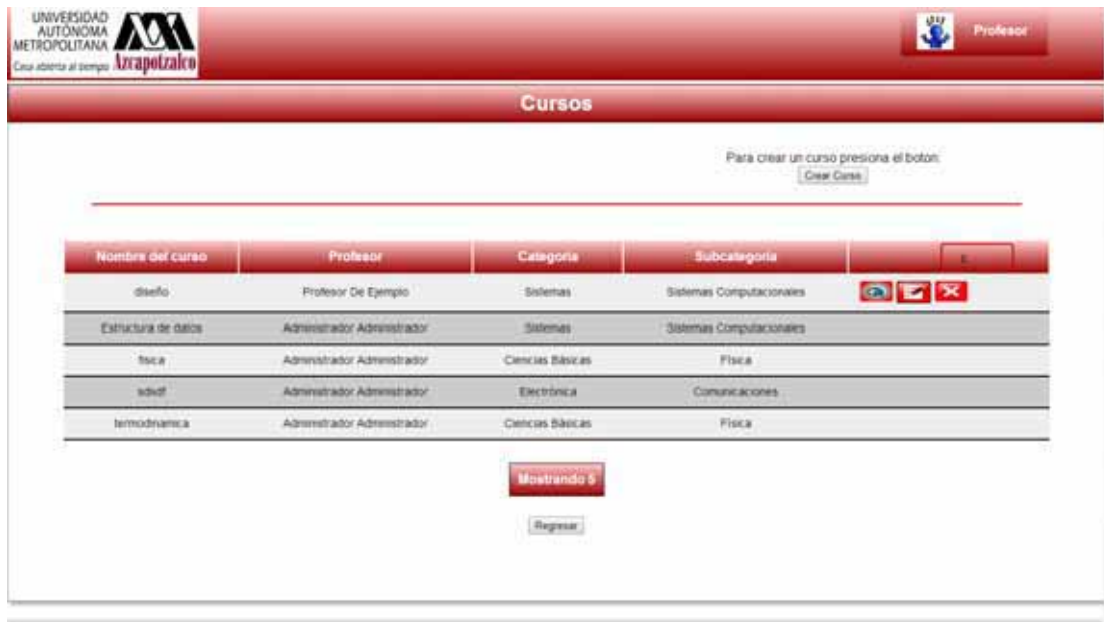 UNIVERSIDAD
AUTÓNOMA
METROPOLITANA
Casa abierta al tiempo Azcapotzalco
Profesor
Cursos
Para crear un curso presiona el boton:
Crear Curso
Nombre del curso Profesor Categoria Subcategoria
diseño Profesor De Ejemplo Sistemas Sistemas Computacionales
Estructura de datos Administrador Administrador Sistemas Sistemas Computacionales
fisica Administrador Administrador Ciencias Básicas Física
Administrador Administrador Electrónica Comunicaciones
termodinamica Administrador Administrador Ciencias Básicas Física
Mostrando 5
Regresar